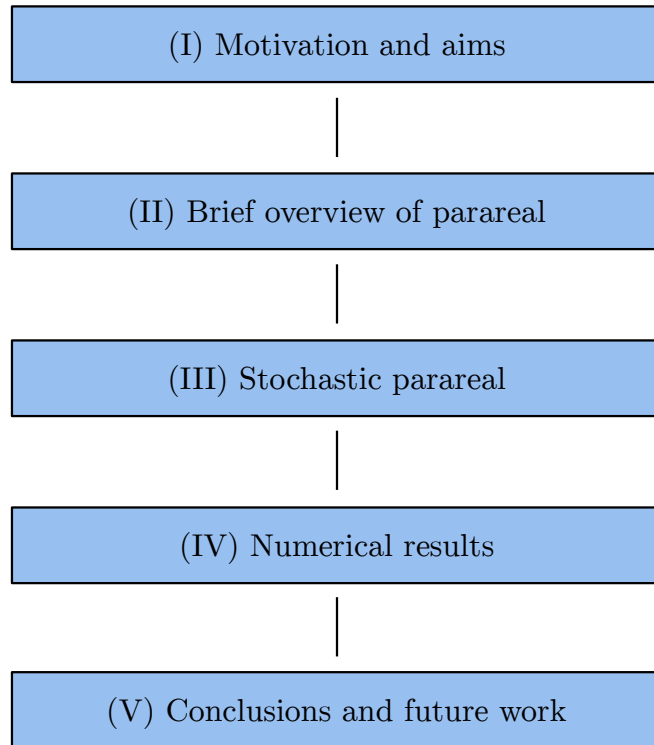 (I) Motivation and aims
(II) Brief overview of parareal
(III) Stochastic parareal
(IV) Numerical results
(V) Conclusions and future work